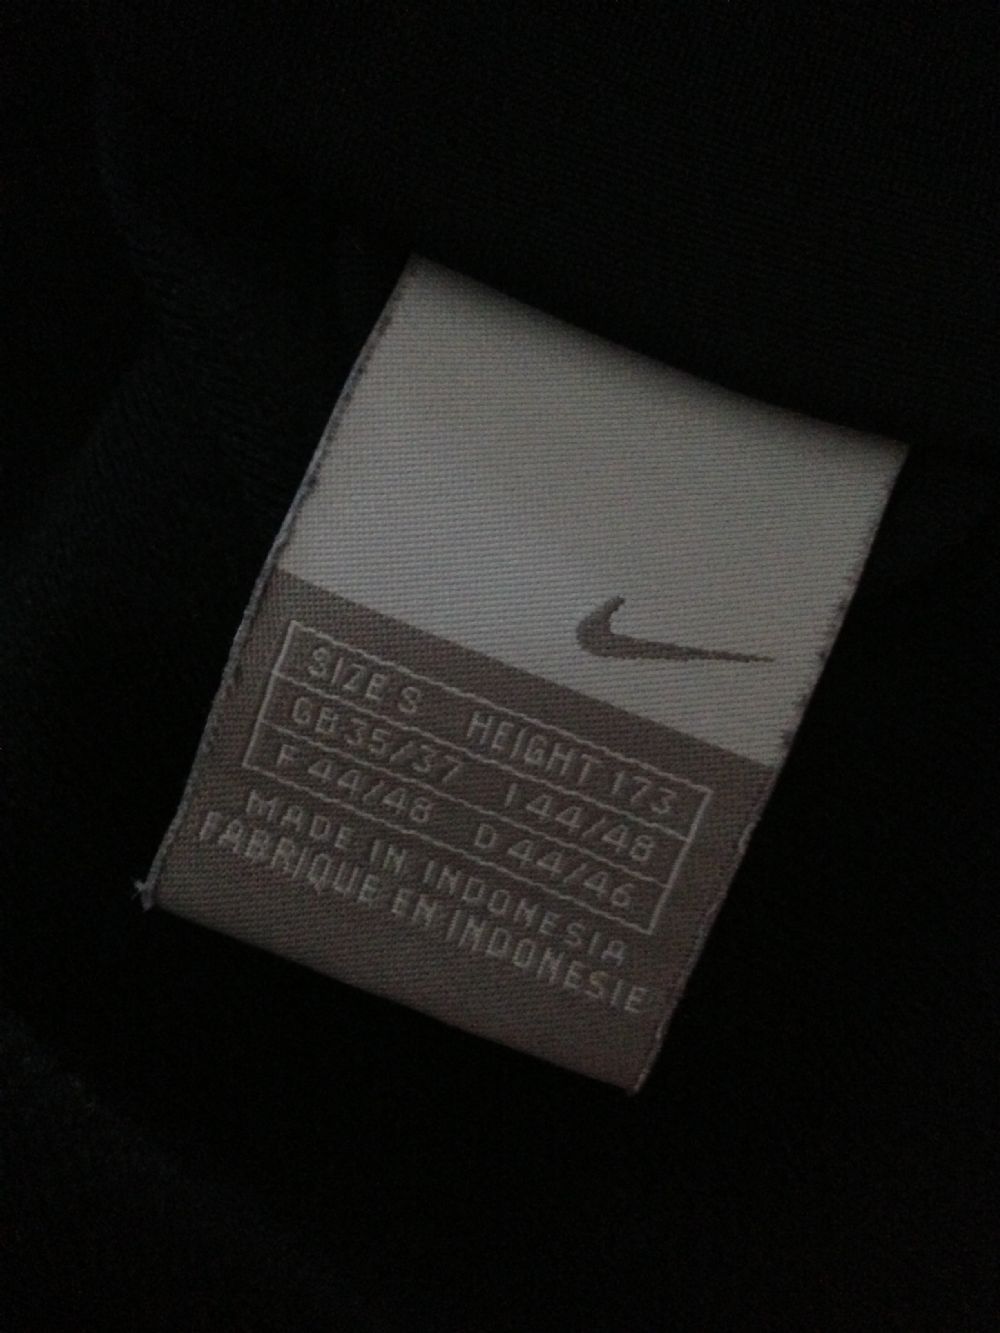 SIZE S HEIGHT 173
GB 35/37 I 44/48
F 44/48 D 44/46
MADE IN INDONESIA
FABRIQUE EN INDONESIE